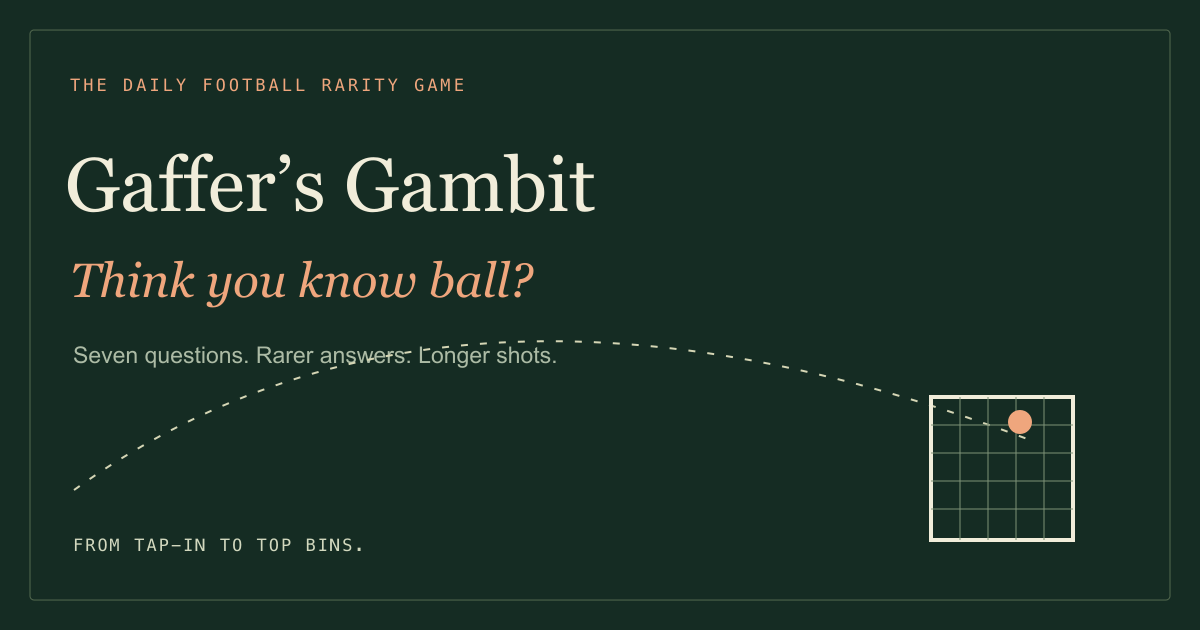 THE DAILY FOOTBALL RARITY GAME
Gaffer’s Gambit
Think you know ball?
Seven questions. Rarer answers. Longer shots.
FROM TAP–IN TO TOP BINS.